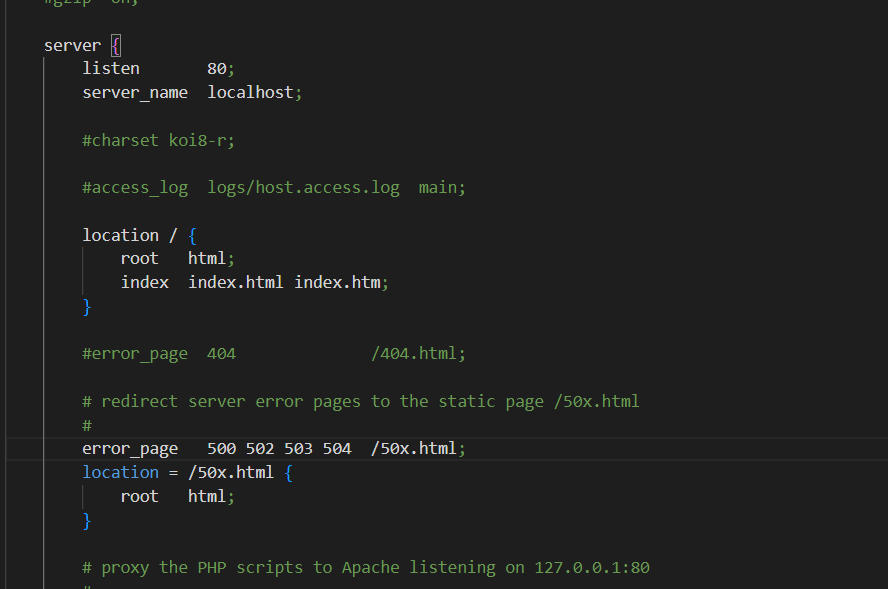 #gzip  on;
server {
listen       80;
server_name  localhost;
#charset koi8-r;
#access_log  logs/host.access.log  main;
location / {
root   html;
index  index.html index.htm;
}
#error_page  404              /404.html;
# redirect server error pages to the static page /50x.html
#
error_page   500 502 503 504  /50x.html;
location = /50x.html {
root   html;
}
# proxy the PHP scripts to Apache listening on 127.0.0.1:80
#